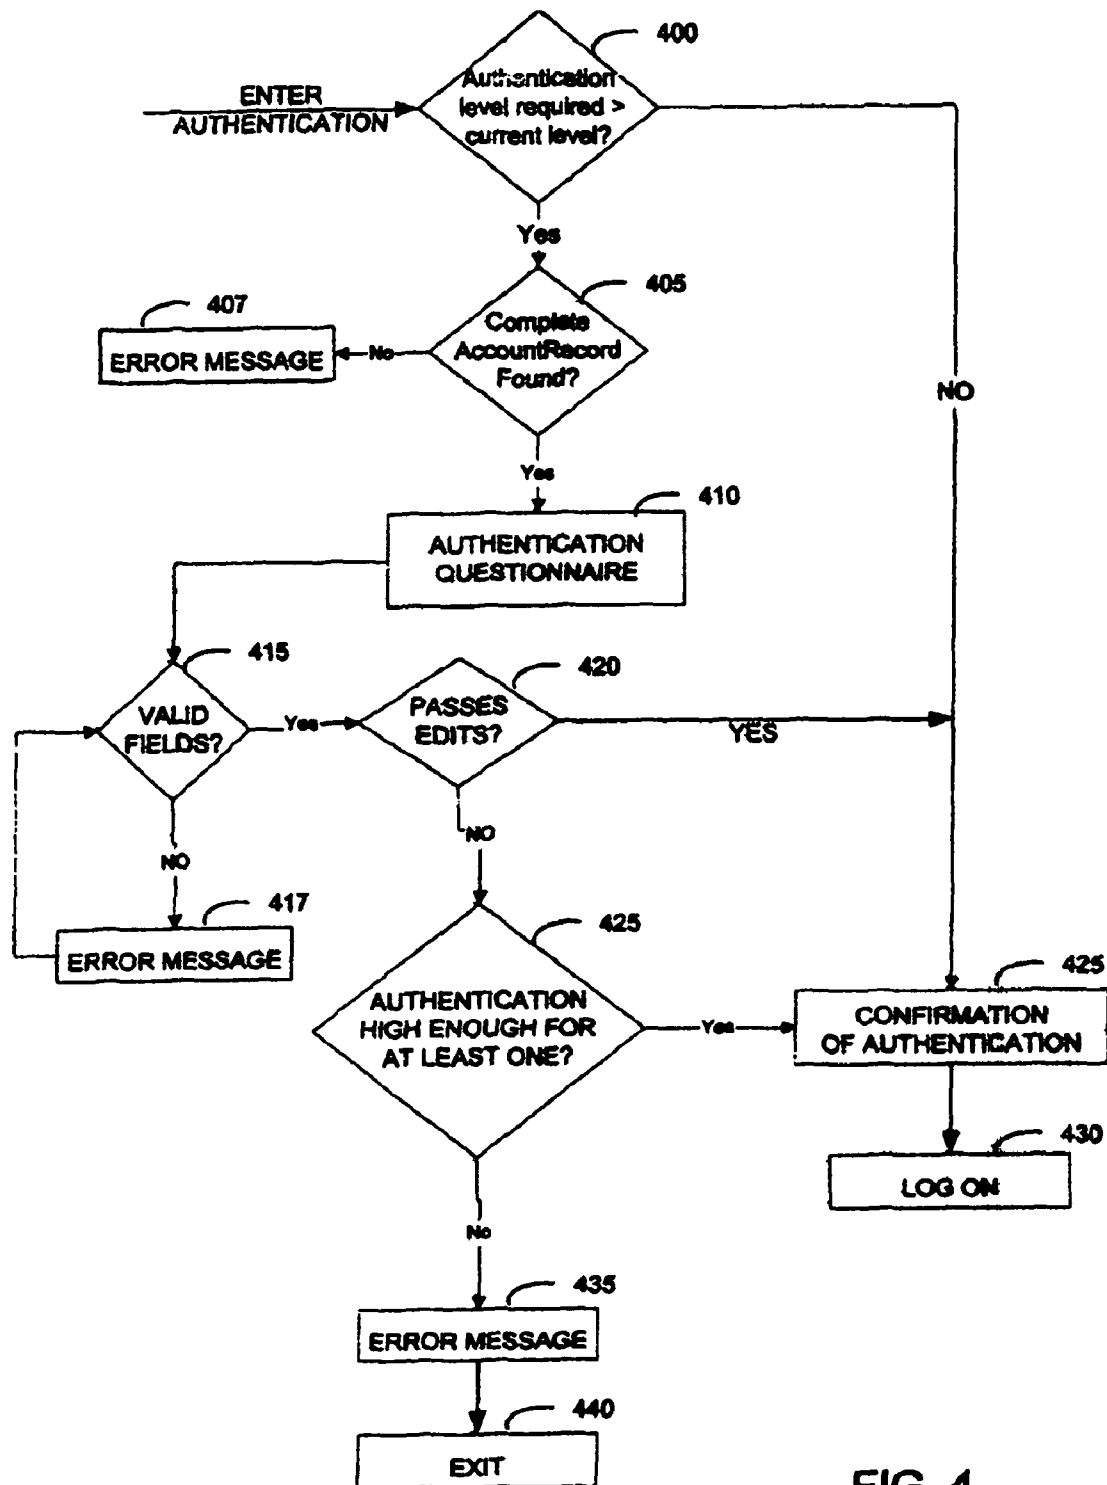 400
Authentication
level required >
current level?
ENTER
AUTHENTICATION
Yes
405
Complete
AccountRecord
Found?
407
ERROR MESSAGE
No
NO
Yes
410
AUTHENTICATION
QUESTIONNAIRE
415
VALID
FIELDS?
Yes
420
PASSES
EDITS?
YES
NO
NO
417
ERROR MESSAGE
425
AUTHENTICATION
HIGH ENOUGH FOR
AT LEAST ONE?
Yes
425
CONFIRMATION
OF AUTHENTICATION
430
LOG ON
No
435
ERROR MESSAGE
440
EXIT
FIG. 4